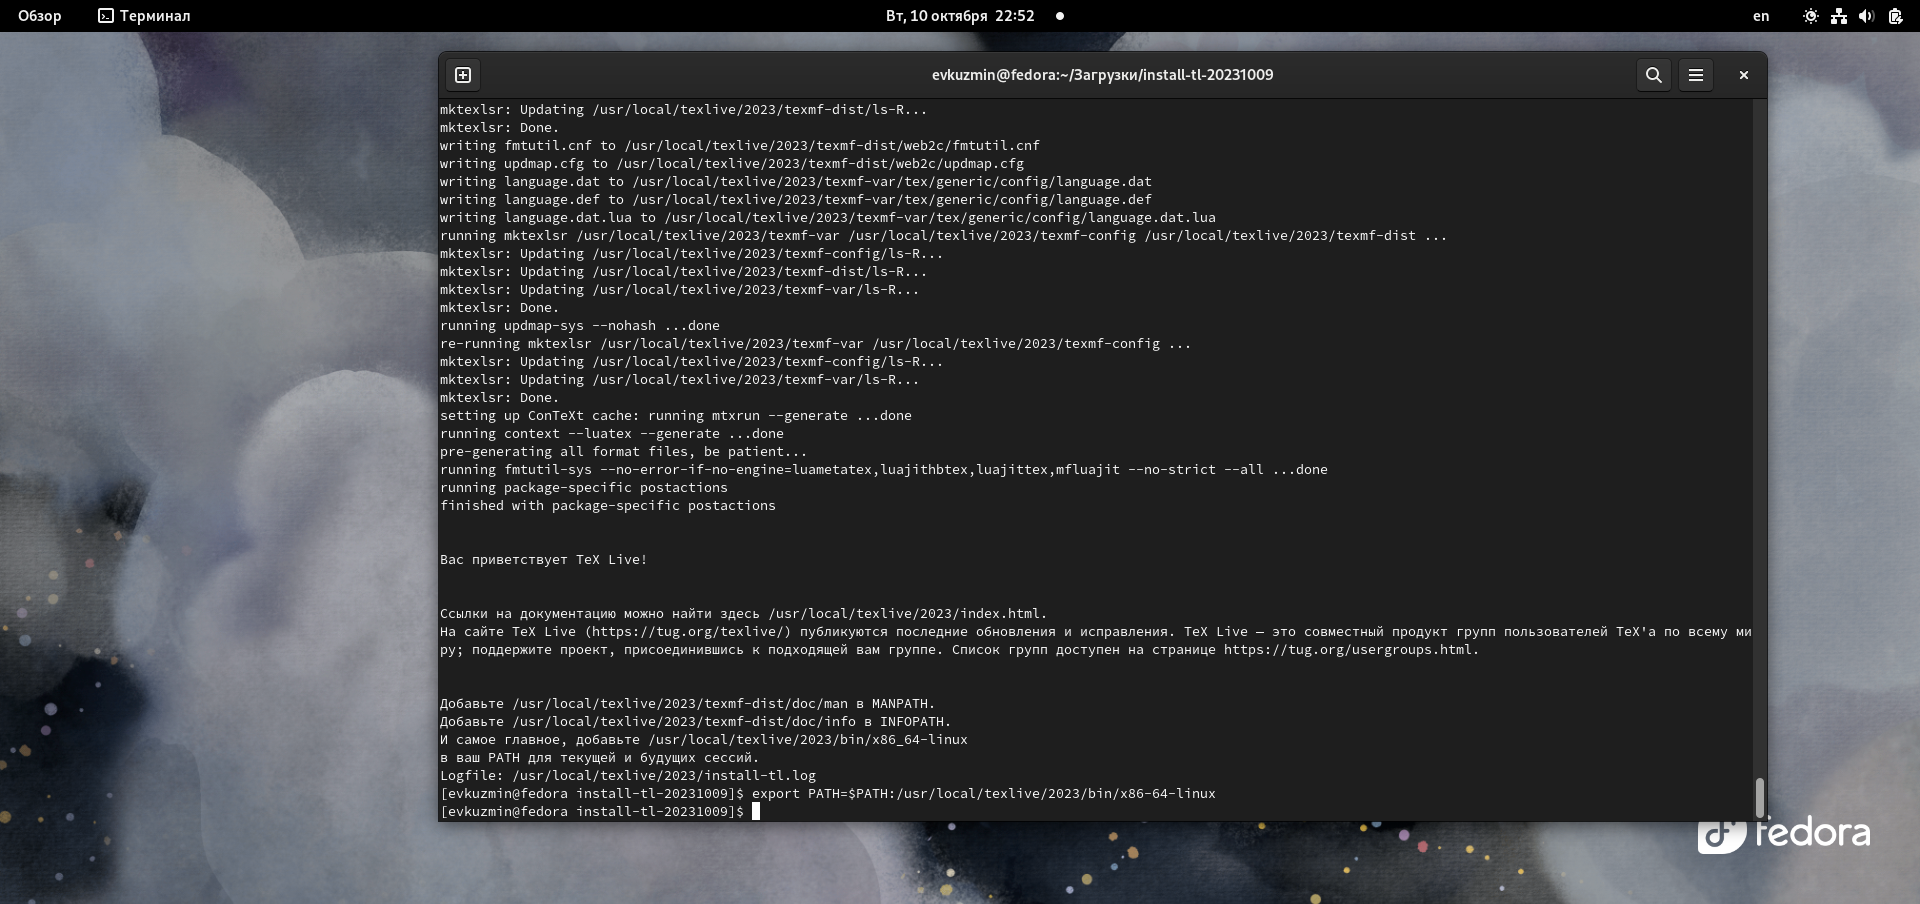 Обзор Терминал Вт, 10 октября 22:52 en
evkuzmin@fedora:~/Загрузки/install-tl-20231009
mktexlsr: Updating /usr/local/texlive/2023/texmf-dist/ls-R...
mktexlsr: Done.
writing fmtutil.cnf to /usr/local/texlive/2023/texmf-dist/web2c/fmtutil.cnf
writing updmap.cfg to /usr/local/texlive/2023/texmf-dist/web2c/updmap.cfg
writing language.dat to /usr/local/texlive/2023/texmf-var/tex/generic/config/language.dat
writing language.def to /usr/local/texlive/2023/texmf-var/tex/generic/config/language.def
writing language.dat.lua to /usr/local/texlive/2023/texmf-var/tex/generic/config/language.dat.lua
running mktexlsr /usr/local/texlive/2023/texmf-var /usr/local/texlive/2023/texmf-config /usr/local/texlive/2023/texmf-dist ...
mktexlsr: Updating /usr/local/texlive/2023/texmf-config/ls-R...
mktexlsr: Updating /usr/local/texlive/2023/texmf-dist/ls-R...
mktexlsr: Updating /usr/local/texlive/2023/texmf-var/ls-R...
mktexlsr: Done.
running updmap-sys --nohash ...done
re-running mktexlsr /usr/local/texlive/2023/texmf-var /usr/local/texlive/2023/texmf-config ...
mktexlsr: Updating /usr/local/texlive/2023/texmf-config/ls-R...
mktexlsr: Updating /usr/local/texlive/2023/texmf-var/ls-R...
mktexlsr: Done.
setting up ConTeXt cache: running mtxrun --generate ...done
running context --luatex --generate ...done
pre-generating all format files, be patient...
running fmtutil-sys --no-error-if-no-engine=luametatex,luajithbtex,luajittex,mfluajit --no-strict --all ...done
running package-specific postactions
finished with package-specific postactions
Вас приветствует TeX Live!
Ссылки на документацию можно найти здесь /usr/local/texlive/2023/index.html.
На сайте TeX Live (https://tug.org/texlive/) публикуются последние обновления и исправления. TeX Live — это совместный продукт групп пользователей TeX'а по всему ми
ру; поддержите проект, присоединившись к подходящей вам группе. Список групп доступен на странице https://tug.org/usergroups.html.
Добавьте /usr/local/texlive/2023/texmf-dist/doc/man в MANPATH.
Добавьте /usr/local/texlive/2023/texmf-dist/doc/info в INFOPATH.
И самое главное, добавьте /usr/local/texlive/2023/bin/x86_64-linux
в ваш PATH для текущей и будущих сессий.
Logfile: /usr/local/texlive/2023/install-tl.log
[evkuzmin@fedora install-tl-20231009]$ export PATH=$PATH:/usr/local/texlive/2023/bin/x86-64-linux
[evkuzmin@fedora install-tl-20231009]$
fedora